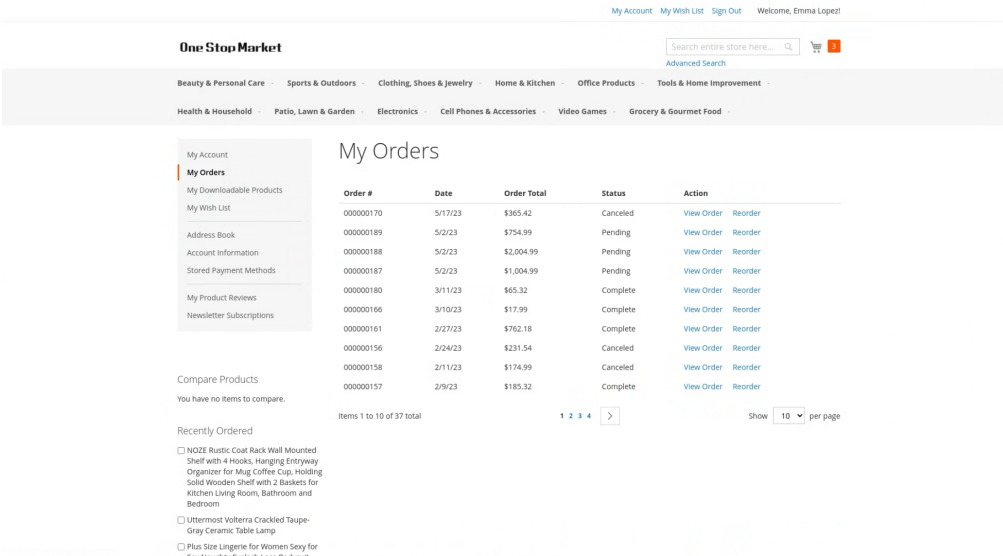 My Account My Wish List Sign Out Welcome, Emma Lopez!
One Stop Market
Search entire store here...
3
Advanced Search
Beauty & Personal Care Sports & Outdoors Clothing, Shoes & Jewelry Home & Kitchen Office Products Tools & Home Improvement
Health & Household Patio, Lawn & Garden Electronics Cell Phones & Accessories Video Games Grocery & Gourmet Food
My Account
My Orders
My Downloadable Products
My Wish List
Address Book
Account Information
Stored Payment Methods
My Product Reviews
Newsletter Subscriptions
Compare Products
You have no items to compare.
Recently Ordered
NOZE Rustic Coat Rack Wall Mounted
Shelf with 4 Hooks, Hanging Entryway
Organizer for Mug Coffee Cup, Holding
Solid Wooden Shelf with 2 Baskets for
Kitchen Living Room, Bathroom and
Bedroom
Uttermost Volterra Crackled Taupe-
Gray Ceramic Table Lamp
Plus Size Lingerie for Women Sexy for
My Orders
Order # Date Order Total Status Action
000000170 5/17/23 $365.42 Canceled View Order Reorder
000000189 5/2/23 $754.99 Pending View Order Reorder
000000188 5/2/23 $2,004.99 Pending View Order Reorder
000000187 5/2/23 $1,004.99 Pending View Order Reorder
000000180 3/11/23 $65.32 Complete View Order Reorder
000000166 3/10/23 $17.99 Complete View Order Reorder
000000161 2/27/23 $762.18 Complete View Order Reorder
000000156 2/24/23 $231.54 Canceled View Order Reorder
000000158 2/11/23 $174.99 Canceled View Order Reorder
000000157 2/9/23 $185.32 Complete View Order Reorder
Items 1 to 10 of 37 total 1 2 3 4 Show 10 per page